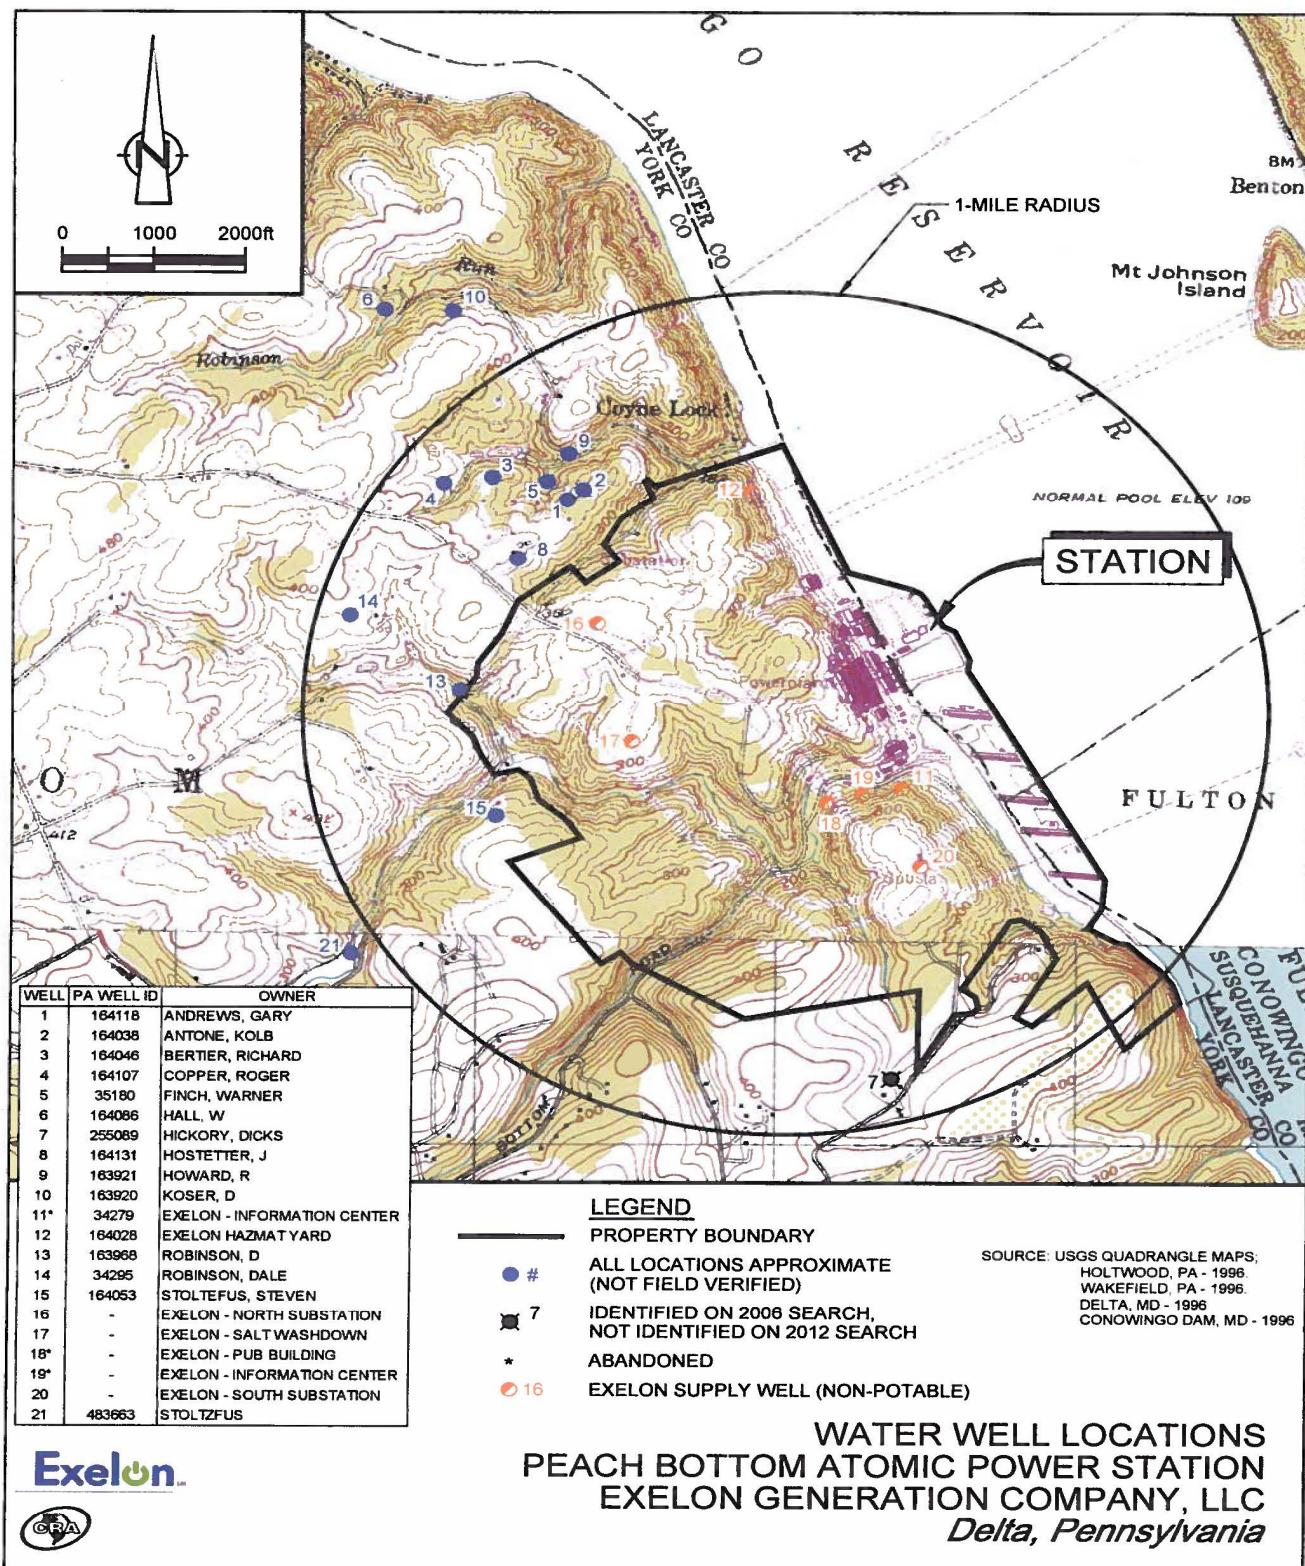 N
0 1000 2000ft
GO
RESERVOIR
LANCASTER CO
YORK CO
1-MILE RADIUS
BM
Benton
Mt Johnson
Island
Run
Robinson
Coyne Lock
NORMAL POOL ELEV 109
STATION
Substation
Powerplant
FULTON
O
M
412
BOTTOM
ROAD
CONOWINGO
SUSQUEHANNA
LANCASTER CO
YORK CO
6
10
9
3
4
5
2
1
12
8
14
16
13
17
19
11
18
15
20
21
7
WELL PA WELL ID OWNER
1 164118 ANDREWS, GARY
2 164038 ANTONE, KOLB
3 164046 BERTIER, RICHARD
4 164107 COPPER, ROGER
5 35180 FINCH, WARNER
6 164086 HALL, W
7 255089 HICKORY, DICKS
8 164131 HOSTETTER, J
9 163921 HOWARD, R
10 163920 KOSER, D
11* 34279 EXELON - INFORMATION CENTER
12 164028 EXELON HAZMAT YARD
13 163968 ROBINSON, D
14 34295 ROBINSON, DALE
15 164053 STOLTEFUS, STEVEN
16 - EXELON - NORTH SUBSTATION
17 - EXELON - SALT WASHDOWN
18* - EXELON - PUB BUILDING
19* - EXELON - INFORMATION CENTER
20 - EXELON - SOUTH SUBSTATION
21 483663 STOLTZFUS
LEGEND
PROPERTY BOUNDARY
# ALL LOCATIONS APPROXIMATE
(NOT FIELD VERIFIED)
7 IDENTIFIED ON 2006 SEARCH,
NOT IDENTIFIED ON 2012 SEARCH
* ABANDONED
16 EXELON SUPPLY WELL (NON-POTABLE)
SOURCE: USGS QUADRANGLE MAPS;
HOLTWOOD, PA - 1996.
WAKEFIELD, PA - 1996.
DELTA, MD - 1996
CONOWINGO DAM, MD - 1996
Exelon
CRA
WATER WELL LOCATIONS
PEACH BOTTOM ATOMIC POWER STATION
EXELON GENERATION COMPANY, LLC
Delta, Pennsylvania